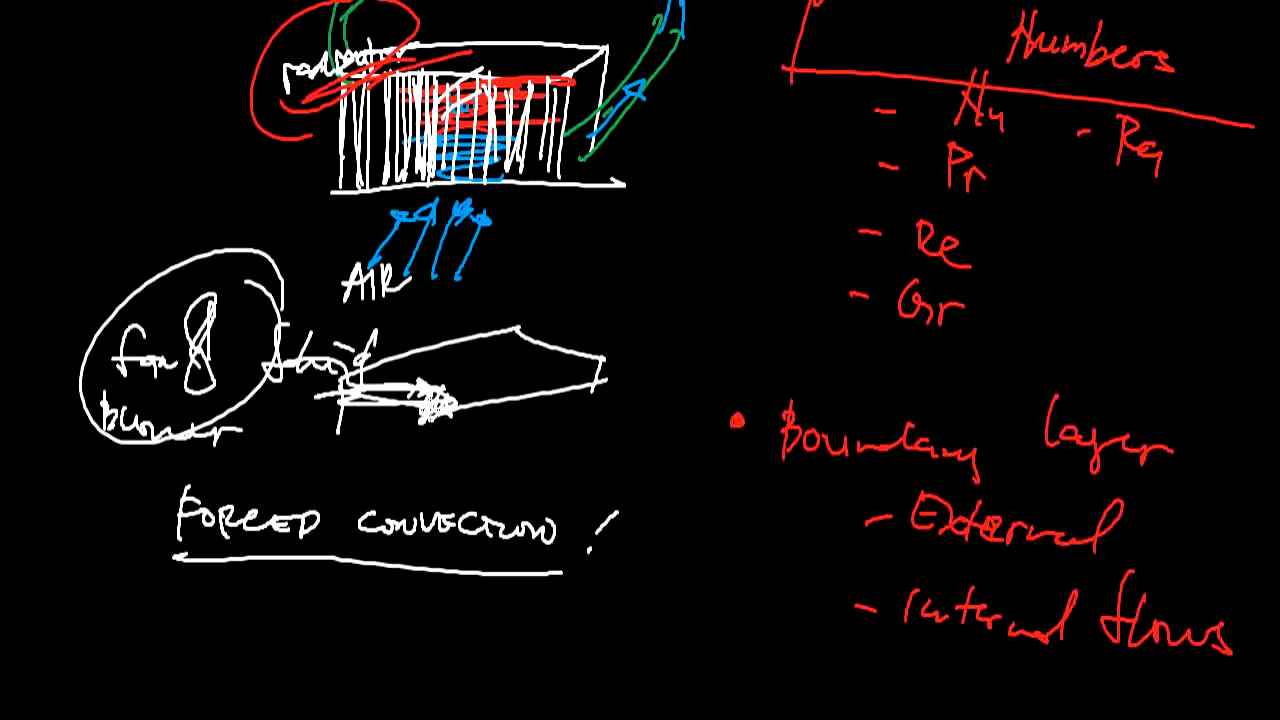 radiator
AIR
fan
Blower
FORCED CONVECTION !
Numbers
- Nu
- Ra
- Pr
- Re
- Gr
• Boundary layer
- External
- Internal flows